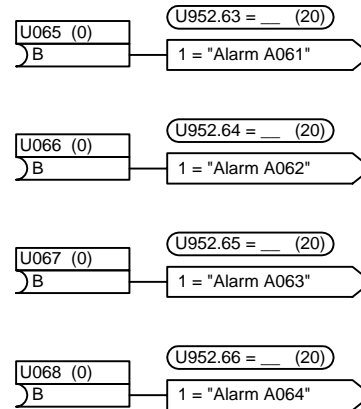 U952.63 = __ (20)
U065 (0)
B
1 = "Alarm A061"
U952.64 = __ (20)
U066 (0)
B
1 = "Alarm A062"
U952.65 = __ (20)
U067 (0)
B
1 = "Alarm A063"
U952.66 = __ (20)
U068 (0)
B
1 = "Alarm A064"